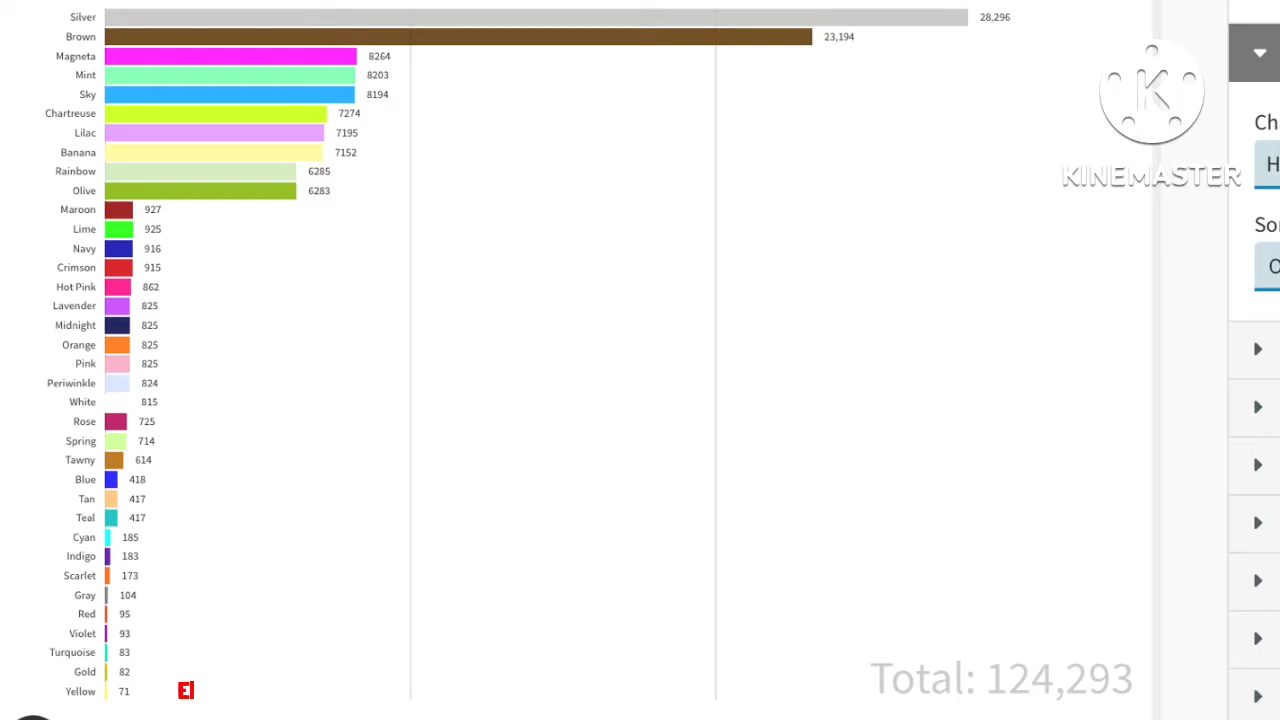 Silver 28,296
Brown 23,194
Magneta 8264
Mint 8203
Sky 8194
Chartreuse 7274
Lilac 7195
Banana 7152
Rainbow 6285
Olive 6283
Maroon 927
Lime 925
Navy 916
Crimson 915
Hot Pink 862
Lavender 825
Midnight 825
Orange 825
Pink 825
Periwinkle 824
White 815
Rose 725
Spring 714
Tawny 614
Blue 418
Tan 417
Teal 417
Cyan 185
Indigo 183
Scarlet 173
Gray 104
Red 95
Violet 93
Turquoise 83
Gold 82
Yellow 71
Total: 124,293
K
KINEMASTER
Ch
H
So